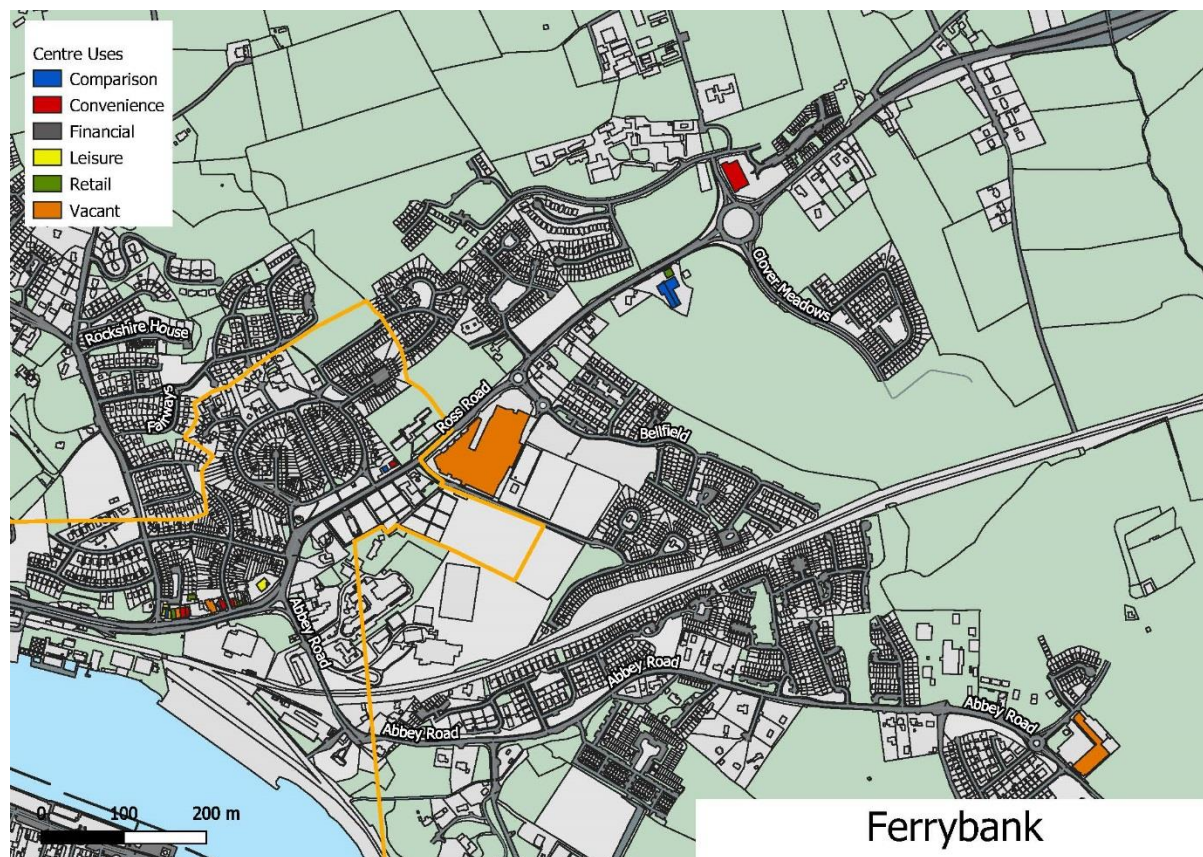 Centre Uses
Comparison
Convenience
Financial
Leisure
Retail
Vacant
Clover Meadows
Rockshire House
Fairways
Ross Road
Bellfield
Abbey Road
Abbey Road
Abbey Road
Abbey Road
0 100 200 m
Ferrybank